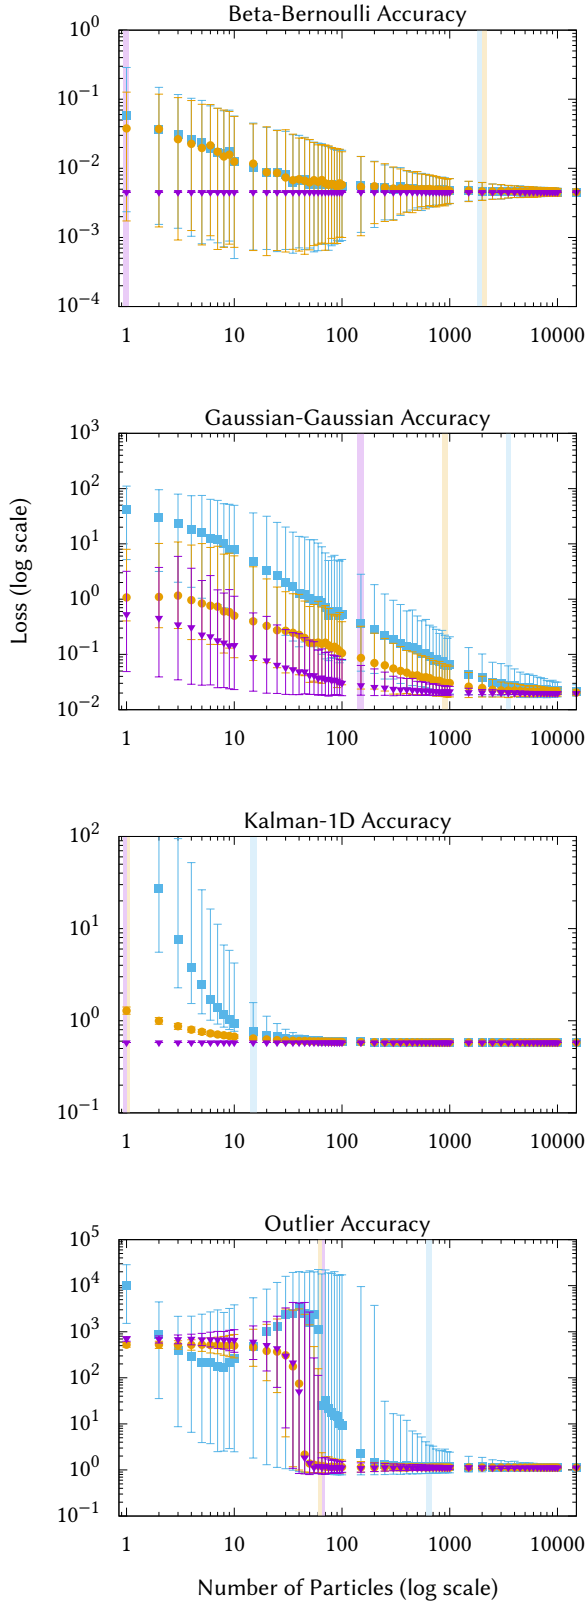 Beta-Bernoulli Accuracy
10^0
10^-1
10^-2
10^-3
10^-4
1 10 100 1000 10000
Gaussian-Gaussian Accuracy
10^3
10^2
10^1
10^0
10^-1
10^-2
1 10 100 1000 10000
Loss (log scale)
Kalman-1D Accuracy
10^2
10^1
10^0
10^-1
1 10 100 1000 10000
Outlier Accuracy
10^5
10^4
10^3
10^2
10^1
10^0
10^-1
1 10 100 1000 10000
Number of Particles (log scale)